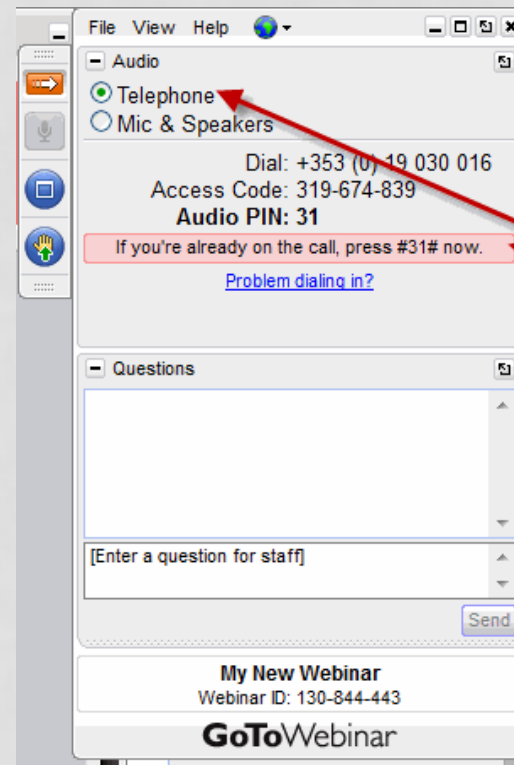 File View Help
Audio
Telephone
Mic & Speakers
Dial: +353 (0) 19 030 016
Access Code: 319-674-839
Audio PIN: 31
If you're already on the call, press #31# now.
Problem dialing in?
Questions
[Enter a question for staff]
Send
My New Webinar
Webinar ID: 130-844-443
GoToWebinar